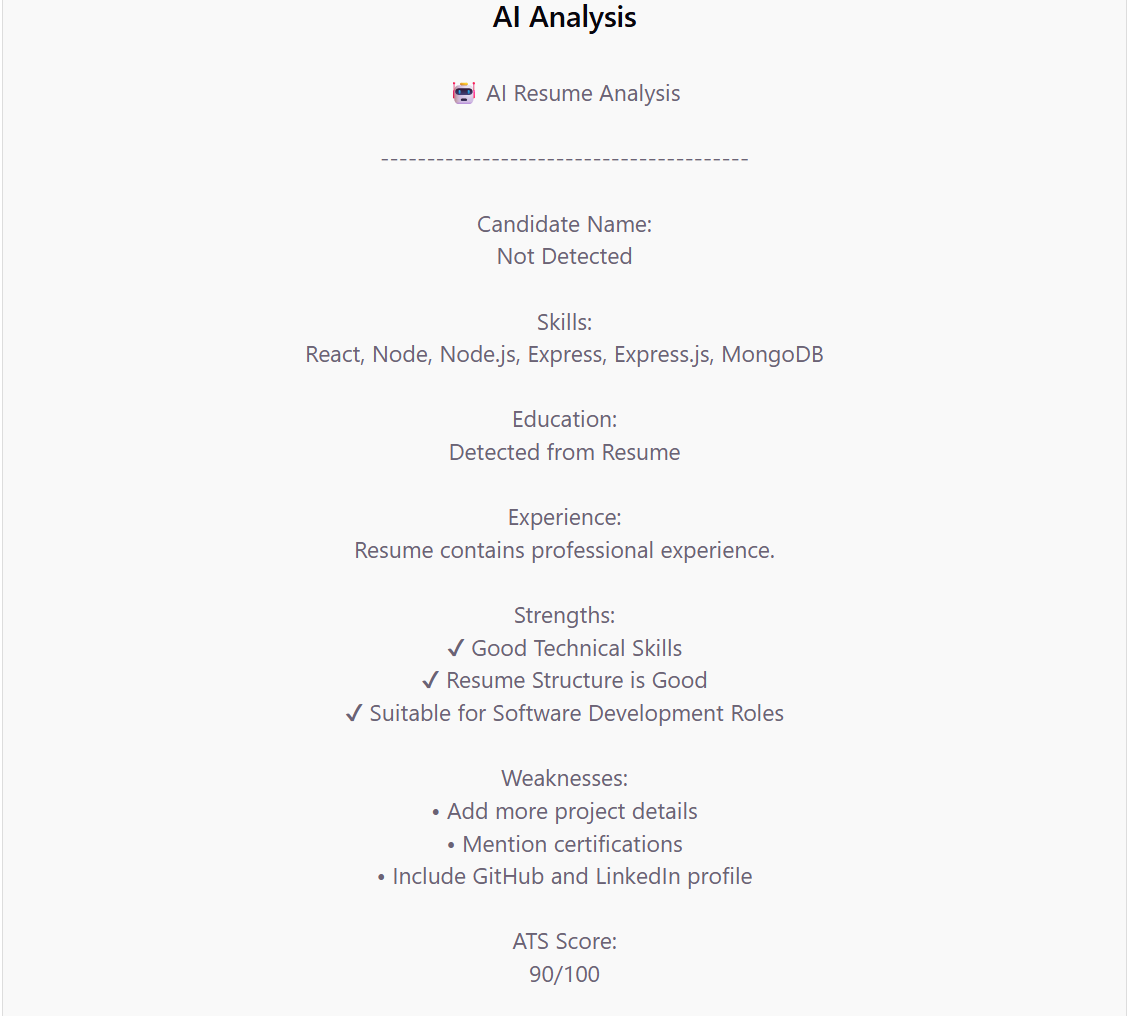 AI Analysis
🤖 AI Resume Analysis
----------------------------------------
Candidate Name:
Not Detected
Skills:
React, Node, Node.js, Express, Express.js, MongoDB
Education:
Detected from Resume
Experience:
Resume contains professional experience.
Strengths:
✔ Good Technical Skills
✔ Resume Structure is Good
✔ Suitable for Software Development Roles
Weaknesses:
• Add more project details
• Mention certifications
• Include GitHub and LinkedIn profile
ATS Score:
90/100